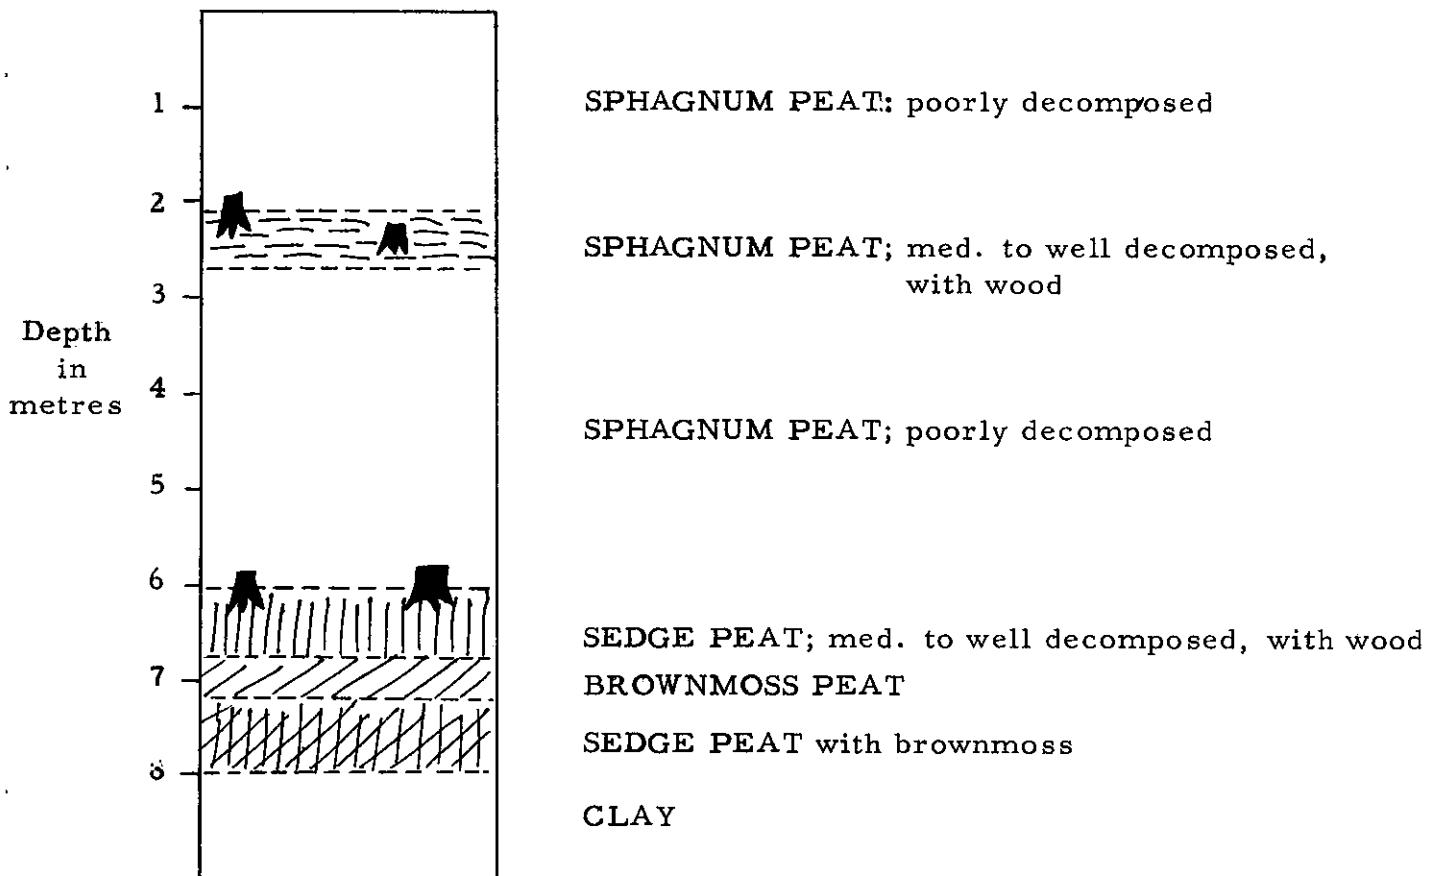 1
SPHAGNUM PEAT: poorly decomposed
2
SPHAGNUM PEAT; med. to well decomposed,
with wood
3
Depth
in
metres
4
SPHAGNUM PEAT; poorly decomposed
5
6
SEDGE PEAT; med. to well decomposed, with wood
7
BROWNMOSS PEAT
SEDGE PEAT with brownmoss
8
CLAY